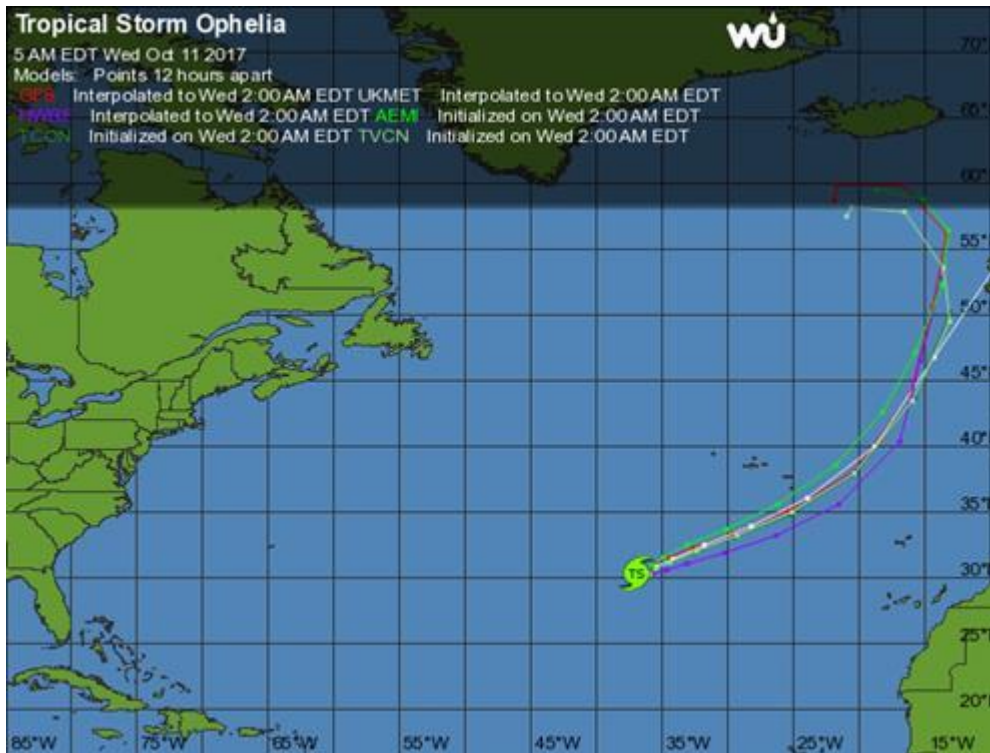 Tropical Storm Ophelia
WU
5 AM EDT Wed Oct 11 2017
Models: Points 12 hours apart
GFS Interpolated to Wed 2:00 AM EDT UKMET Interpolated to Wed 2:00 AM EDT
HWRF Interpolated to Wed 2:00 AM EDT AEMI Initialized on Wed 2:00 AM EDT
TCON Initialized on Wed 2:00 AM EDT TVCN Initialized on Wed 2:00 AM EDT
70°
65°
60°
55°
50°
45°
40°
35°
TS
30°
25°
20°
85°W 75°W 65°W 55°W 45°W 35°W 25°W 15°W